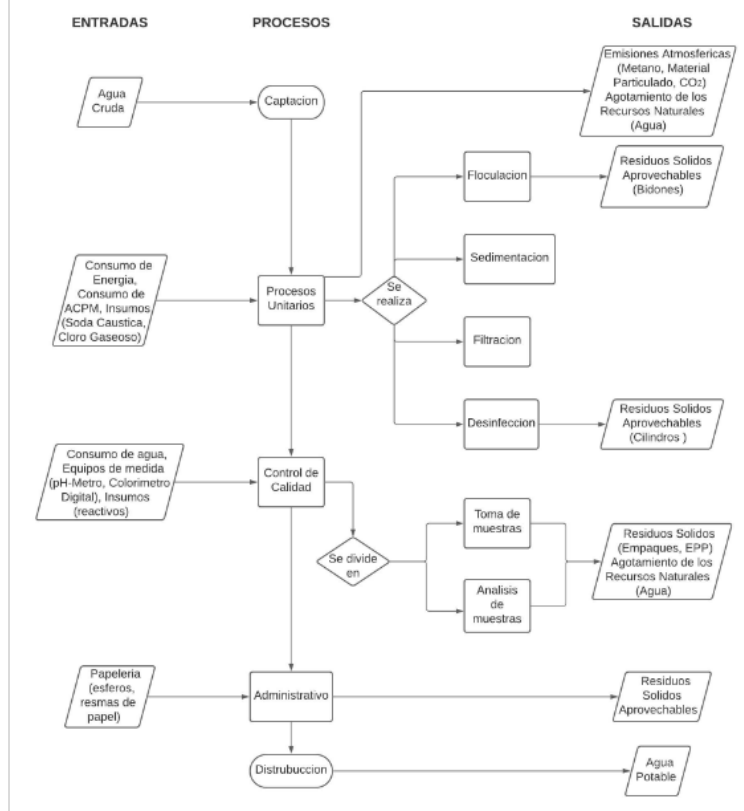 ENTRADAS
PROCESOS
SALIDAS
Agua
Cruda
Captacion
Emisiones Atmosfericas
(Metano, Material
Particulado, CO2)
Agotamiento de los
Recursos Naturales
(Agua)
Floculacion
Residuos Solidos
Aprovechables
(Bidones)
Sedimentacion
Consumo de
Energia,
Consumo de
ACPM, Insumos
(Soda Caustica,
Cloro Gaseoso)
Procesos
Unitarios
Se
realiza
Filtracion
Desinfeccion
Residuos Solidos
Aprovechables
(Cilindros )
Consumo de agua,
Equipos de medida
(pH-Metro, Colorimetro
Digital), Insumos
(reactivos)
Control de
Calidad
Se divide
en
Toma de
muestras
Analisis
de
muestras
Residuos Solidos
(Empaques, EPP)
Agotamiento de los
Recursos Naturales
(Agua)
Papeleria
(esferos,
resmas de
papel)
Administrativo
Residuos
Solidos
Aprovechables
Distrubuccion
Agua
Potable